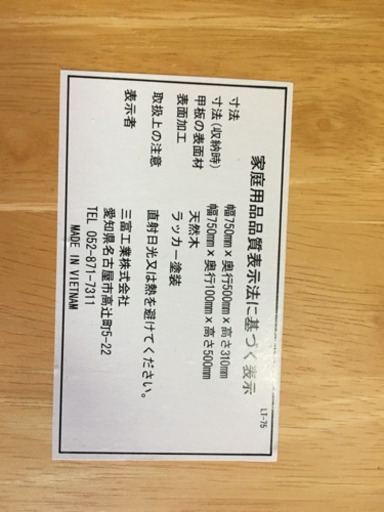 LT-75
家庭用品品質表示法に基づく表示
寸法 幅750mm×奥行500mm×高さ310mm
寸法(収納時) 幅750mm×奥行100mm×高さ500mm
甲板の表面材 天然木
表面加工 ラッカー塗装
取扱上の注意 直射日光又は熱を避けてください。
表示者 三富工業株式会社
愛知県名古屋市高辻町5-22
TEL 052-871-7311
MADE IN VIETNAM